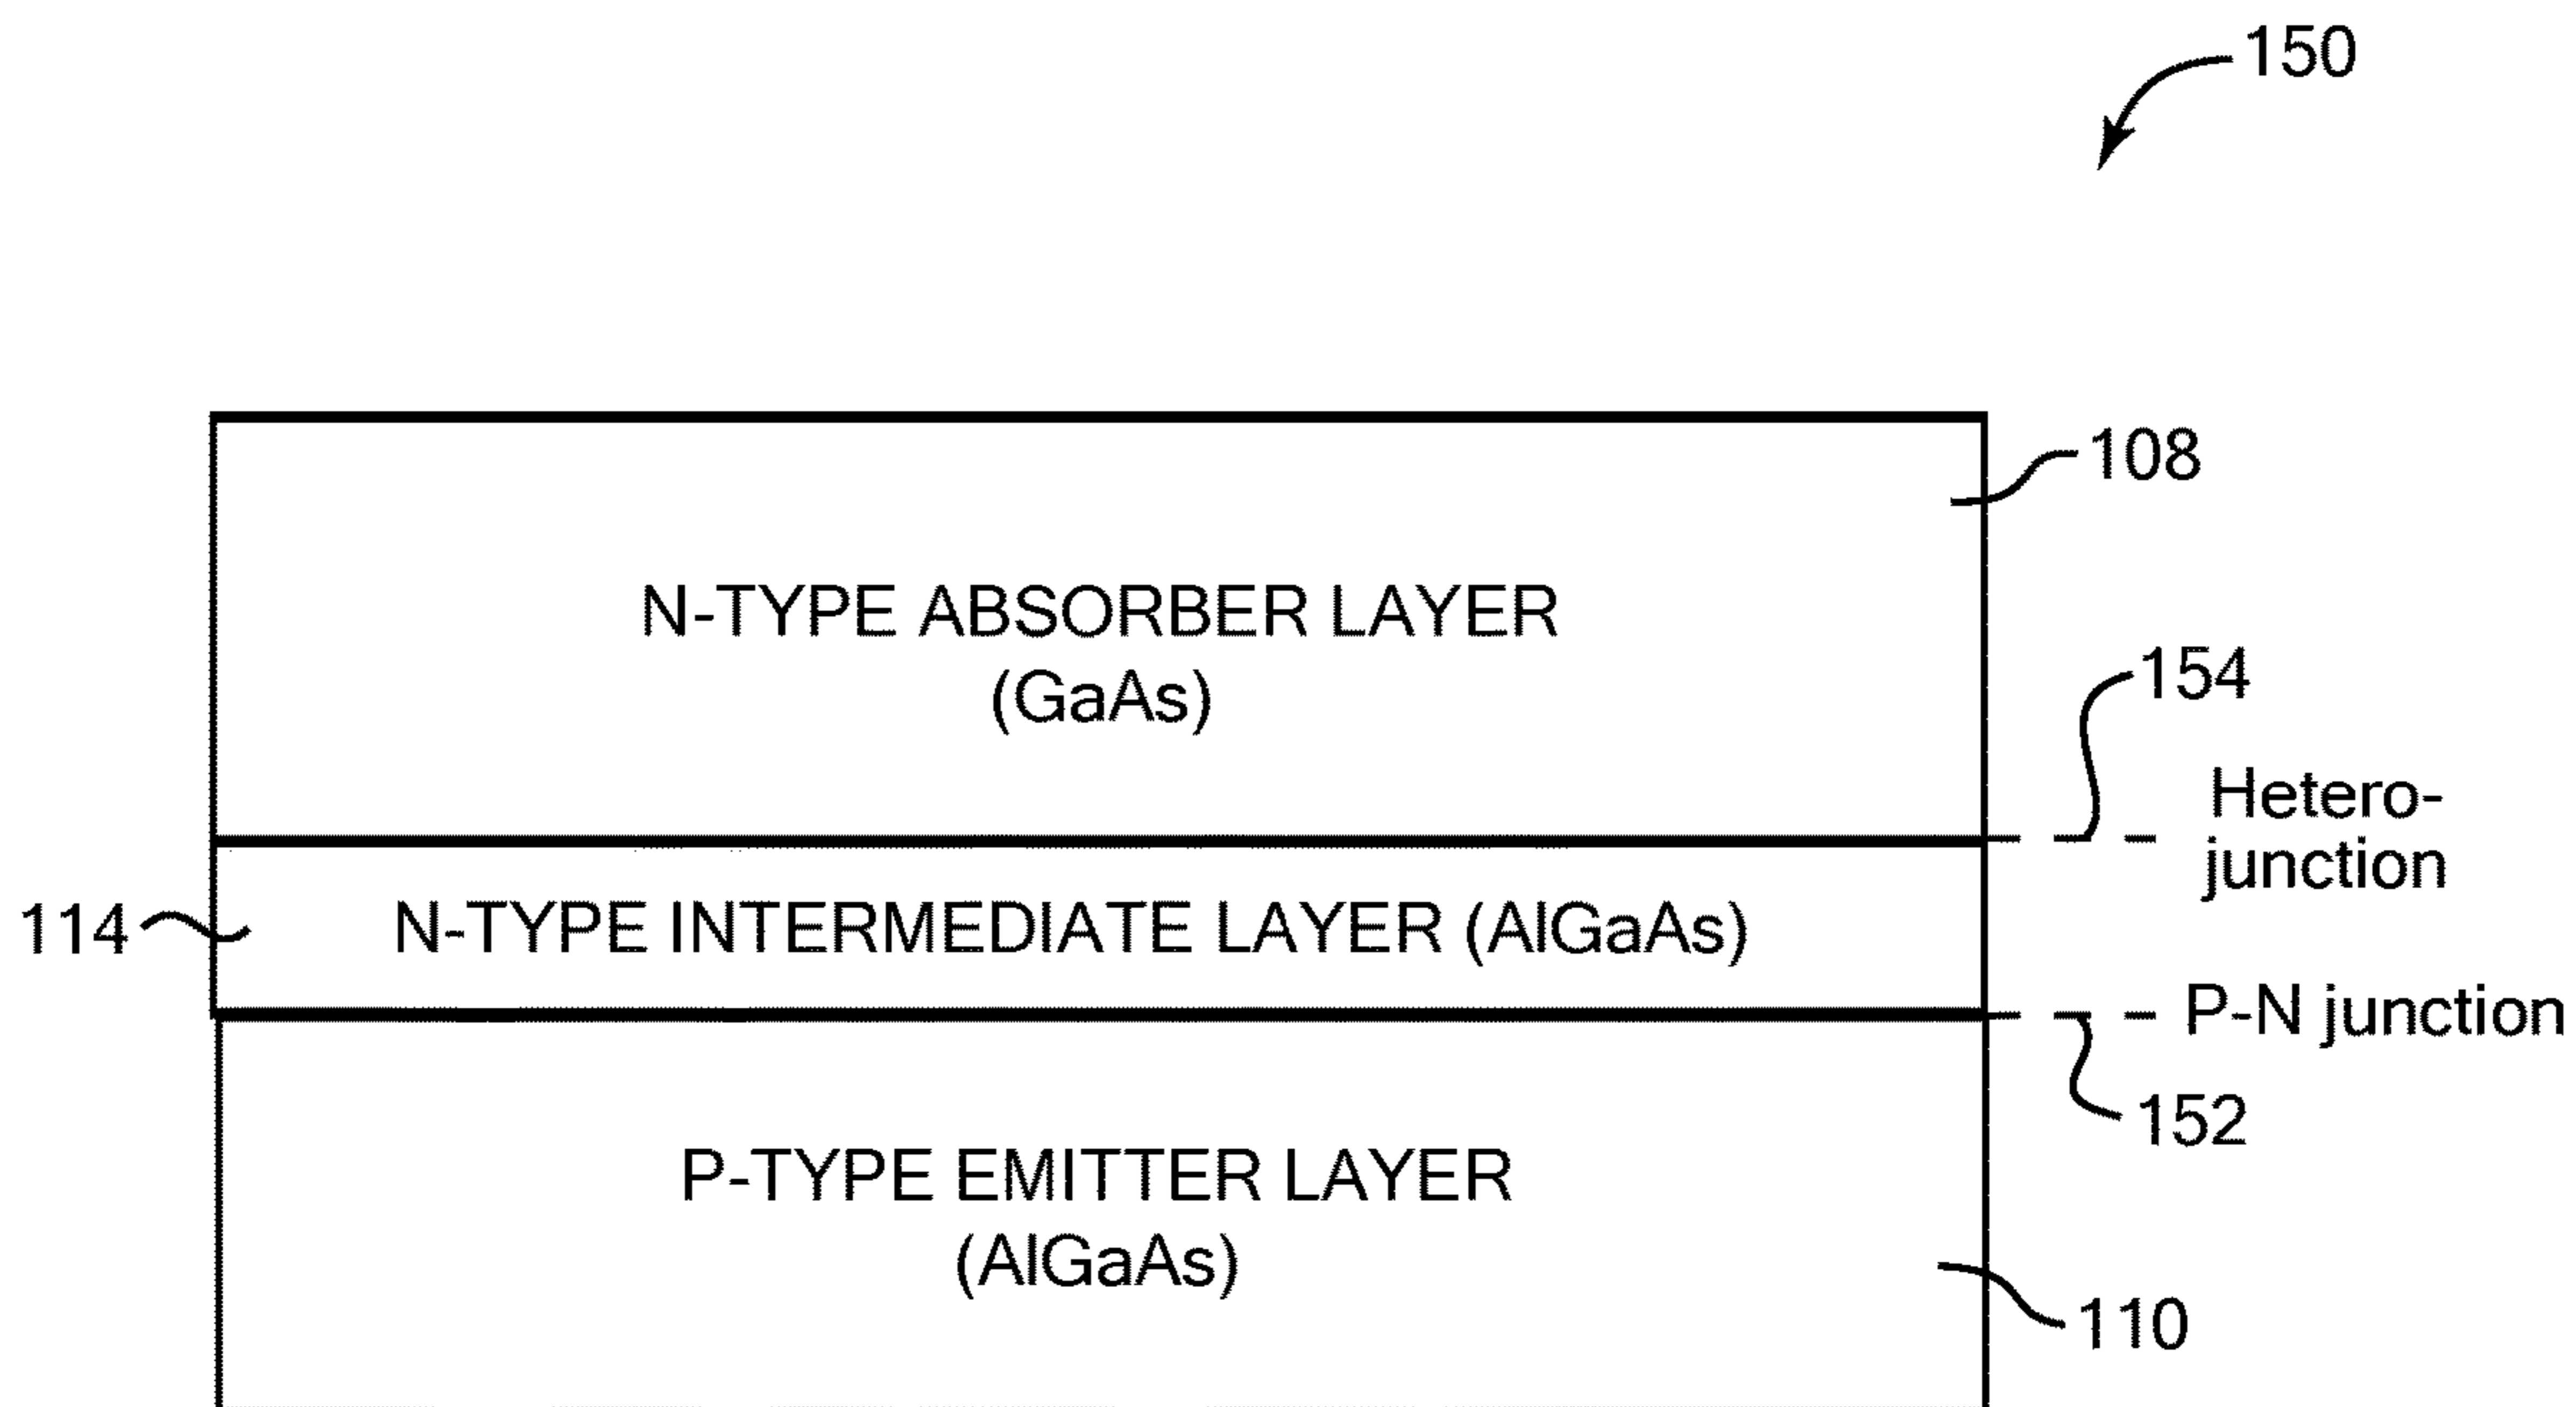 150
108
N-TYPE ABSORBER LAYER
(GaAs)
154
Hetero-
junction
114
N-TYPE INTERMEDIATE LAYER (AlGaAs)
P-N junction
152
P-TYPE EMITTER LAYER
(AlGaAs)
110